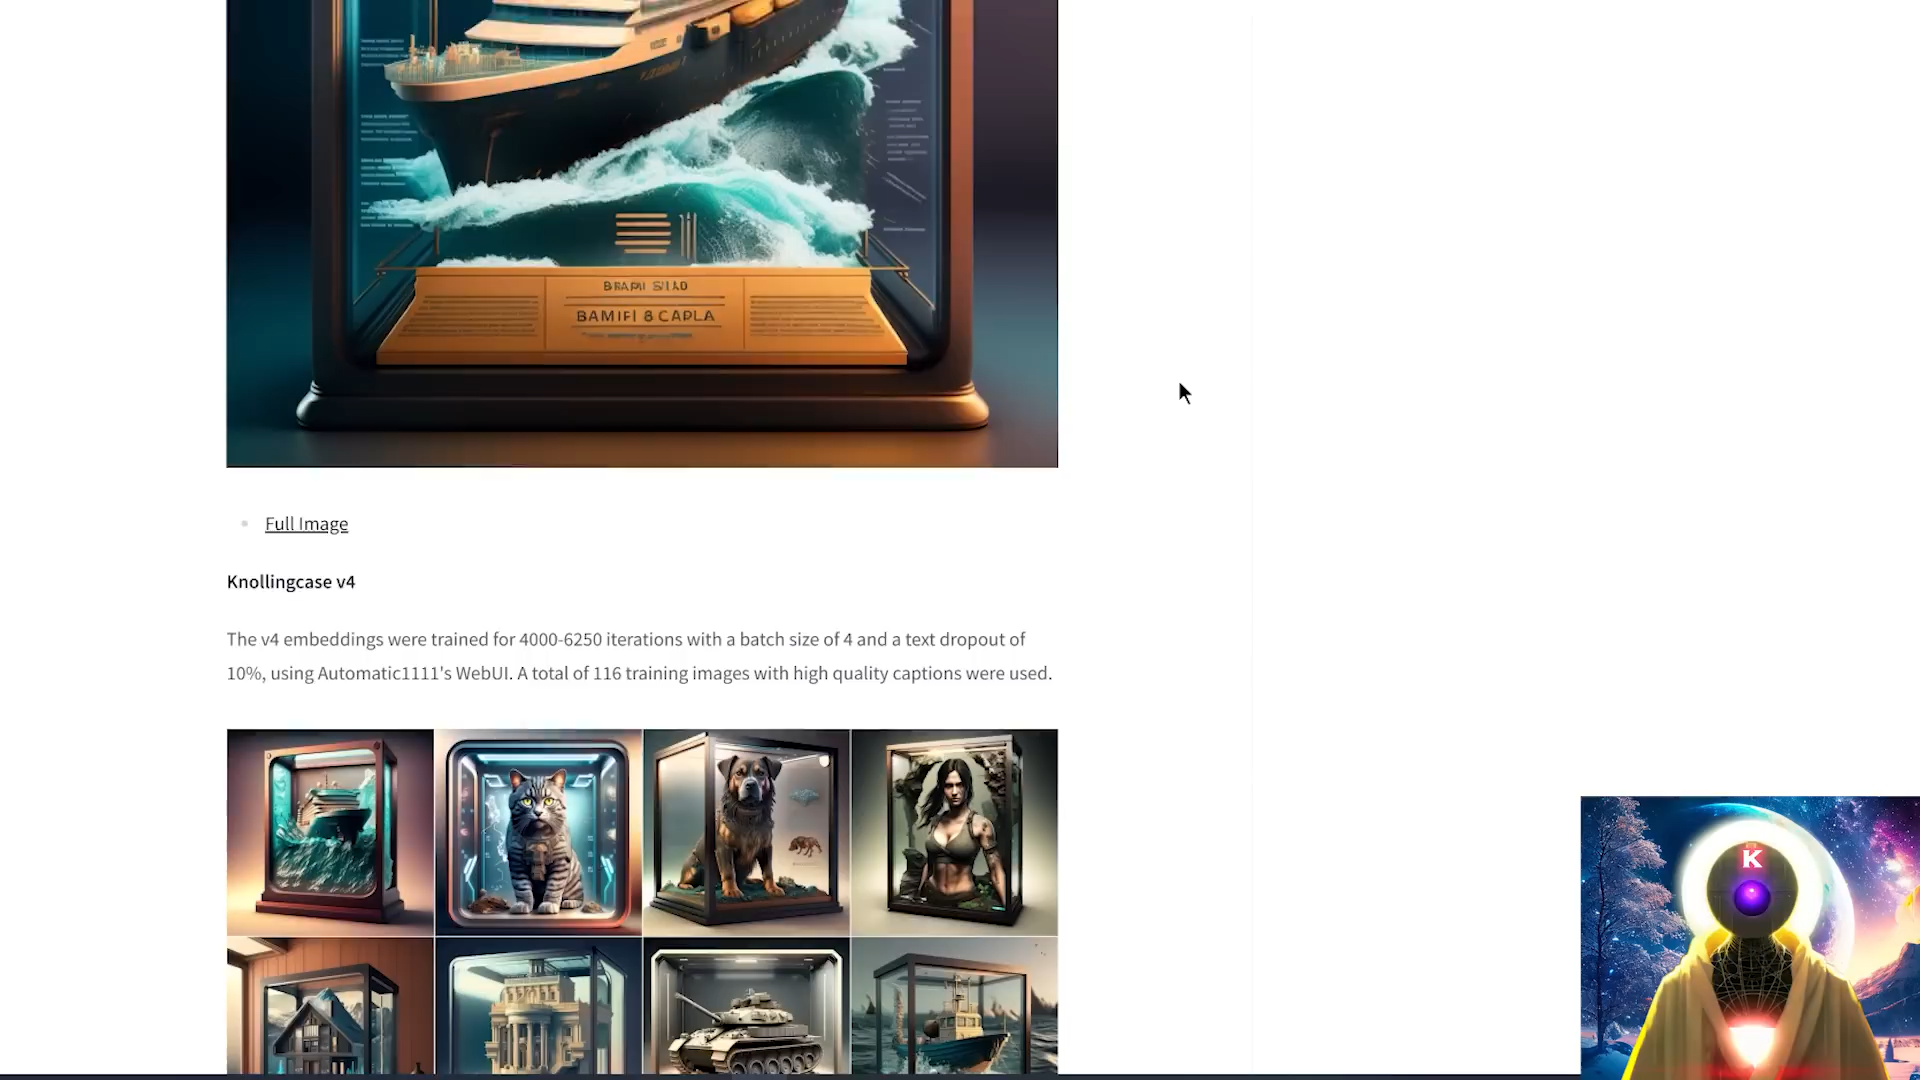 BAMIFI 8 CAPLA
Full Image
Knollingcase v4
The v4 embeddings were trained for 4000-6250 iterations with a batch size of 4 and a text dropout of
10%, using Automatic1111's WebUI. A total of 116 training images with high quality captions were used.
K